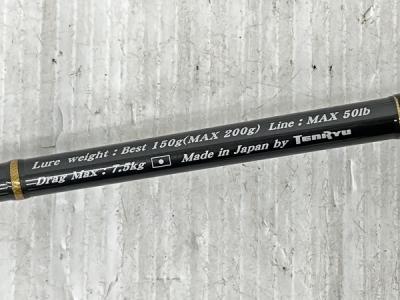 Lure weight : Best 150g(MAX 200g) Line : MAX 50lb
Drag Max : 7.5kg Made in Japan by TENRYU